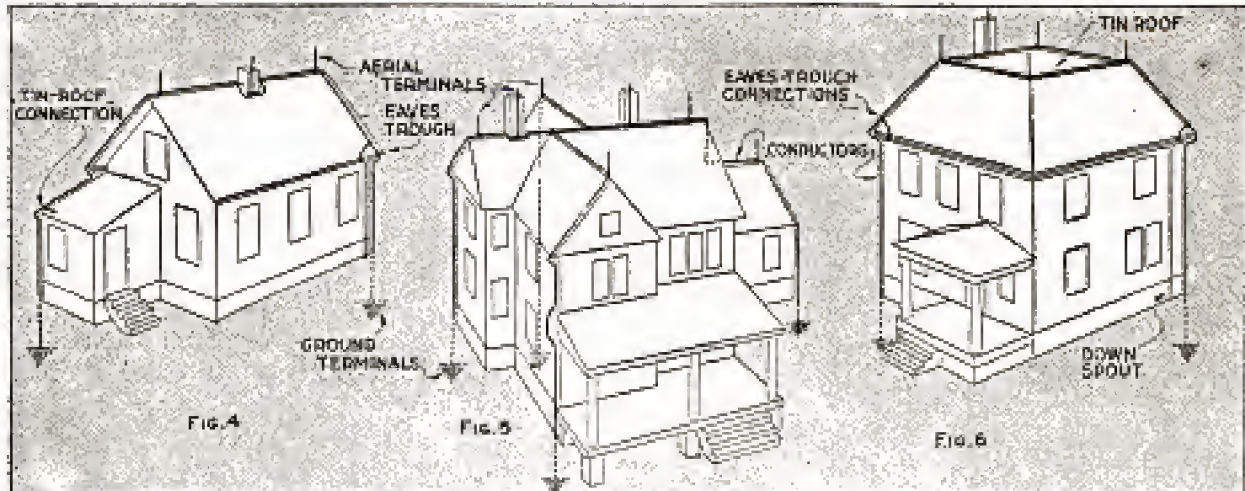 TIN-ROOF
CONNECTION
AERIAL
TERMINALS
EAVES
TROUGH
GROUND
TERMINALS
FIG. 4
CONDUCTORS
FIG. 5
EAVES-TROUGH
CONNECTIONS
TIN ROOF
DOWN
SPOUT
FIG. 6